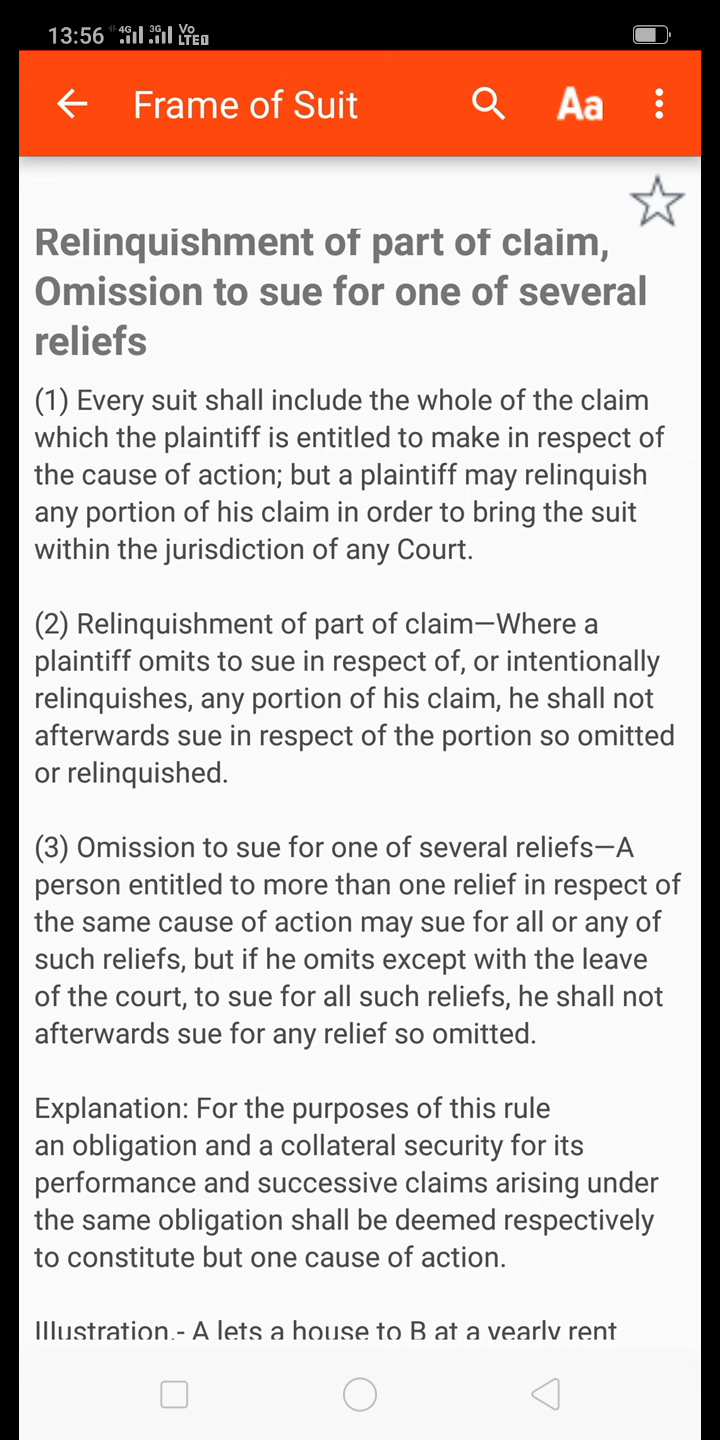 13:56 4G 3G Vo LTE 1
Frame of Suit Aa
Relinquishment of part of claim,
Omission to sue for one of several
reliefs
(1) Every suit shall include the whole of the claim
which the plaintiff is entitled to make in respect of
the cause of action; but a plaintiff may relinquish
any portion of his claim in order to bring the suit
within the jurisdiction of any Court.
(2) Relinquishment of part of claim—Where a
plaintiff omits to sue in respect of, or intentionally
relinquishes, any portion of his claim, he shall not
afterwards sue in respect of the portion so omitted
or relinquished.
(3) Omission to sue for one of several reliefs—A
person entitled to more than one relief in respect of
the same cause of action may sue for all or any of
such reliefs, but if he omits except with the leave
of the court, to sue for all such reliefs, he shall not
afterwards sue for any relief so omitted.
Explanation: For the purposes of this rule
an obligation and a collateral security for its
performance and successive claims arising under
the same obligation shall be deemed respectively
to constitute but one cause of action.
Illustration.- A lets a house to B at a yearly rent